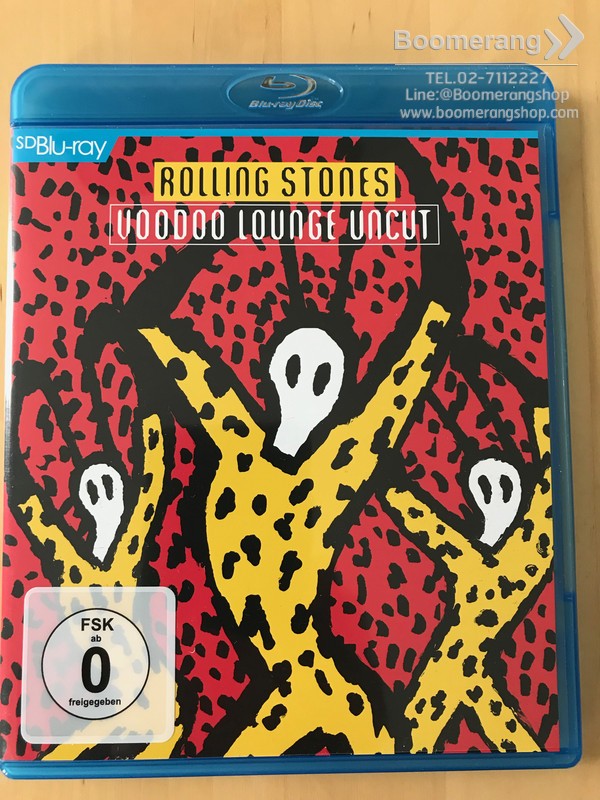 Boomerang
TEL.02-7112227
Line:@Boomerangshop
www.boomerangshop.com
Blu-ray Disc
SDBlu-ray
ROLLING STONES
VOODOO LOUNGE UNCUT
FSK
ab
0
freigegeben